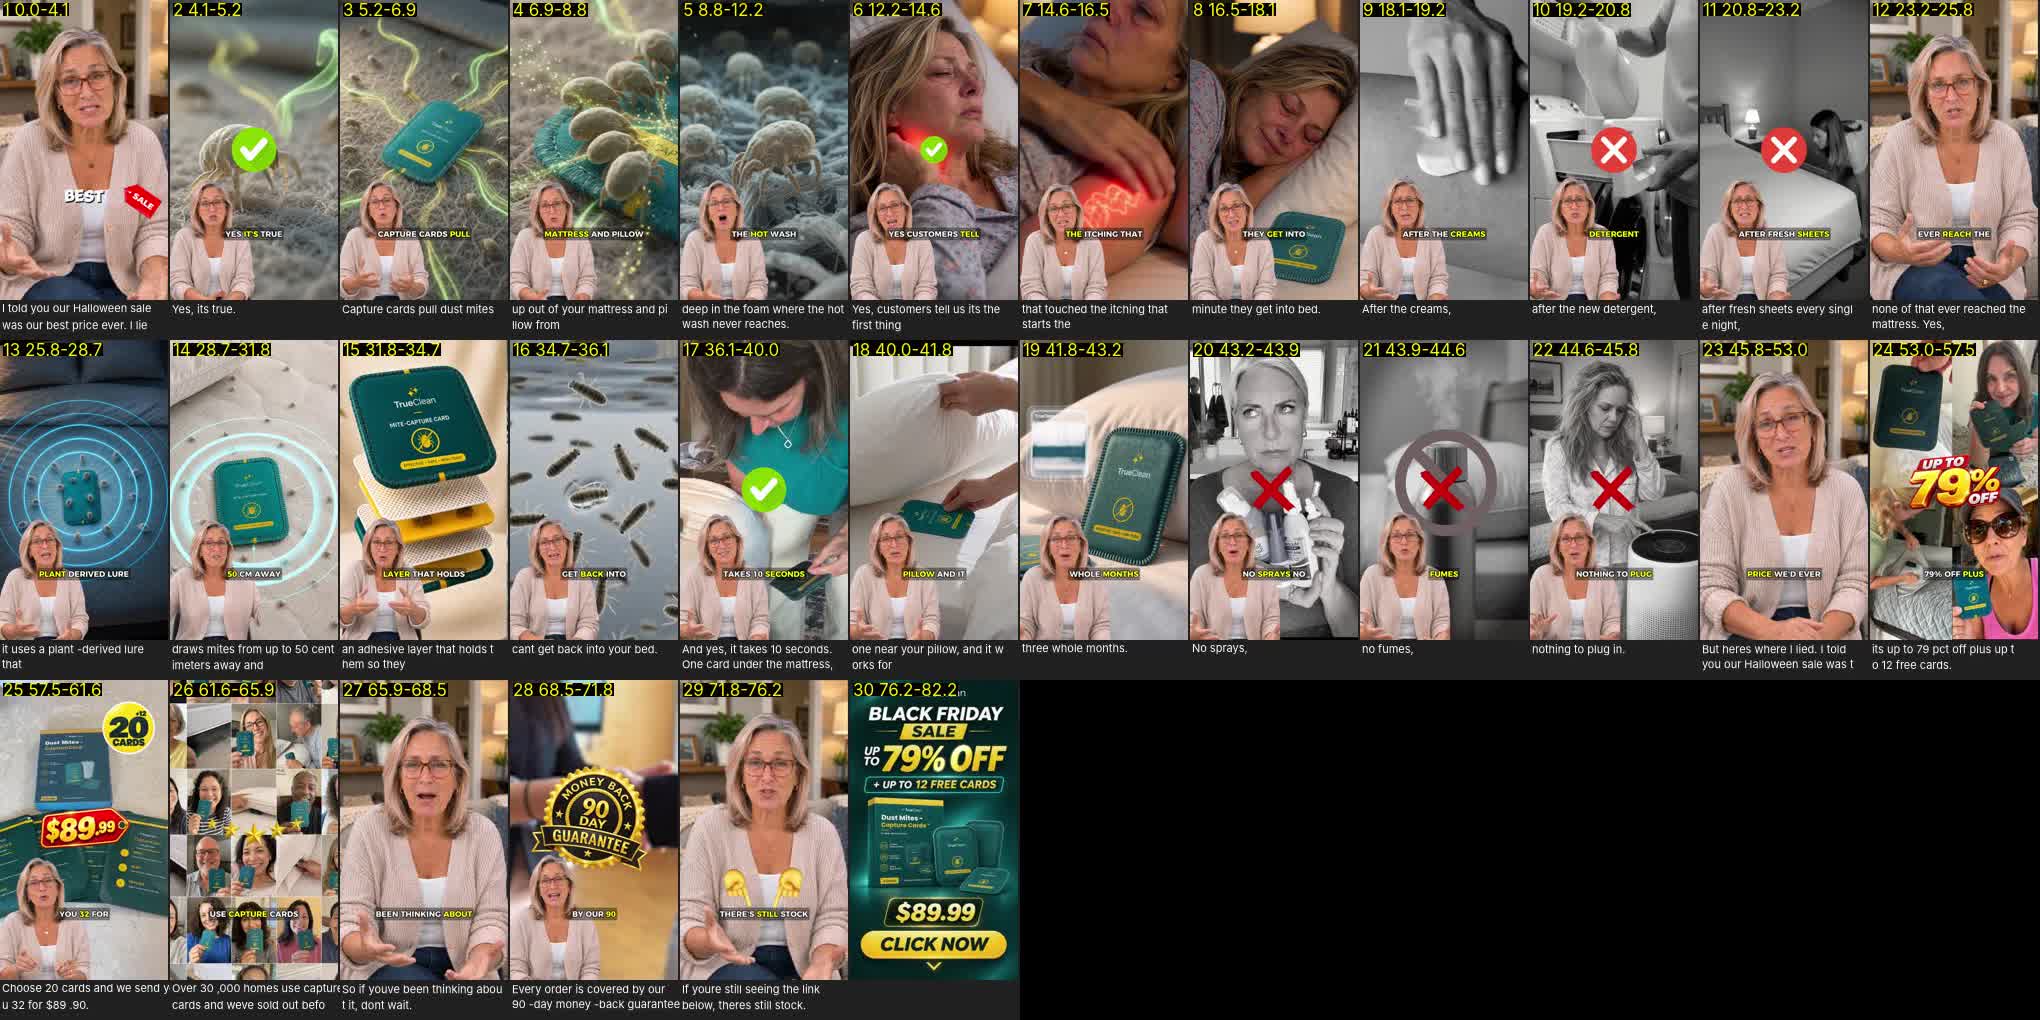 1 0.0-4.1
BEST
SALE
I told you our Halloween sale
was our best price ever. I lie
2 4.1-5.2
YES IT'S TRUE
Yes, its true.
3 5.2-6.9
CAPTURE CARDS PULL
Capture cards pull dust mites
4 6.9-8.8
MATTRESS AND PILLOW
up out of your mattress and pi
llow from
5 8.8-12.2
THE HOT WASH
deep in the foam where the hot
wash never reaches.
6 12.2-14.6
YES CUSTOMERS TELL
Yes, customers tell us its the
first thing
7 14.6-16.5
THE ITCHING THAT
that touched the itching that
starts the
8 16.5-18.1
THEY GET INTO
minute they get into bed.
9 18.1-19.2
AFTER THE CREAMS
After the creams,
10 19.2-20.8
DETERGENT
after the new detergent,
11 20.8-23.2
AFTER FRESH SHEETS
after fresh sheets every singl
e night,
12 23.2-25.8
EVER REACH THE
none of that ever reached the
mattress. Yes,
13 25.8-28.7
PLANT DERIVED LURE
it uses a plant -derived lure
that
14 28.7-31.8
50 CM AWAY
draws mites from up to 50 cent
imeters away and
15 31.8-34.7
TrueClean
MITE-CAPTURE CARD
LAYER THAT HOLDS
an adhesive layer that holds t
hem so they
16 34.7-36.1
GET BACK INTO
cant get back into your bed.
17 36.1-40.0
TAKES 10 SECONDS
And yes, it takes 10 seconds.
One card under the mattress,
18 40.0-41.8
PILLOW AND IT
one near your pillow, and it w
orks for
19 41.8-43.2
TrueClean
WHOLE MONTHS
three whole months.
20 43.2-43.9
NO SPRAYS NO
No sprays,
21 43.9-44.6
FUMES
no fumes,
22 44.6-45.8
NOTHING TO PLUG
nothing to plug in.
23 45.8-53.0
PRICE WE'D EVER
But heres where I lied. I told
you our Halloween sale was t
24 53.0-57.5
UP TO
79% OFF
79% OFF PLUS
its up to 79 pct off plus up t
o 12 free cards.
25 57.5-61.6
+12
20
CARDS
Dust Mites -
$89.99
YOU 32 FOR
Choose 20 cards and we send y
u 32 for $89 .90.
26 61.6-65.9
USE CAPTURE CARDS
Over 30 ,000 homes use capture
cards and weve sold out befo
27 65.9-68.5
BEEN THINKING ABOUT
So if youve been thinking abou
t it, dont wait.
28 68.5-71.8
MONEY BACK
90
DAY
GUARANTEE
BY OUR 90
Every order is covered by our
90 -day money -back guarantee
29 71.8-76.2
THERE'S STILL STOCK
If youre still seeing the link
below, theres still stock.
30 76.2-82.2
BLACK FRIDAY
SALE
UP TO 79% OFF
+ UP TO 12 FREE CARDS
Dust Mites -
Capture Cards
$89.99
CLICK NOW